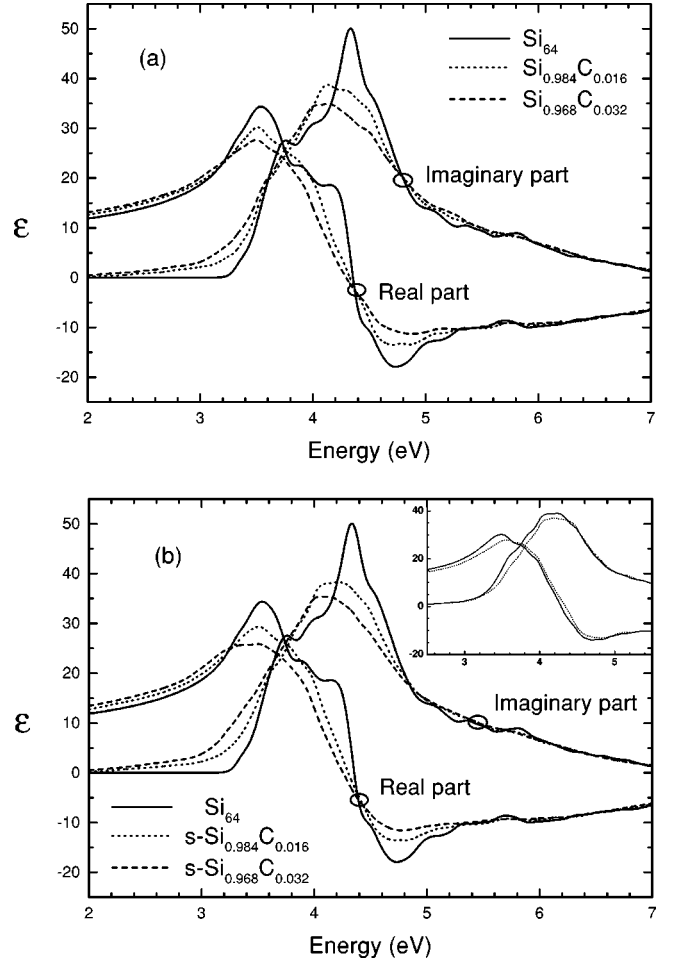 (a)
Si64
Si0.984C0.016
Si0.968C0.032
50
40
30
20
10
0
-10
-20
ε
Imaginary part
Real part
2 3 4 5 6 7
Energy (eV)
(b)
50
40
30
20
10
0
-10
-20
ε
40
20
0
-20
3 4 5
Imaginary part
Real part
Si64
s-Si0.984C0.016
s-Si0.968C0.032
2 3 4 5 6 7
Energy (eV)